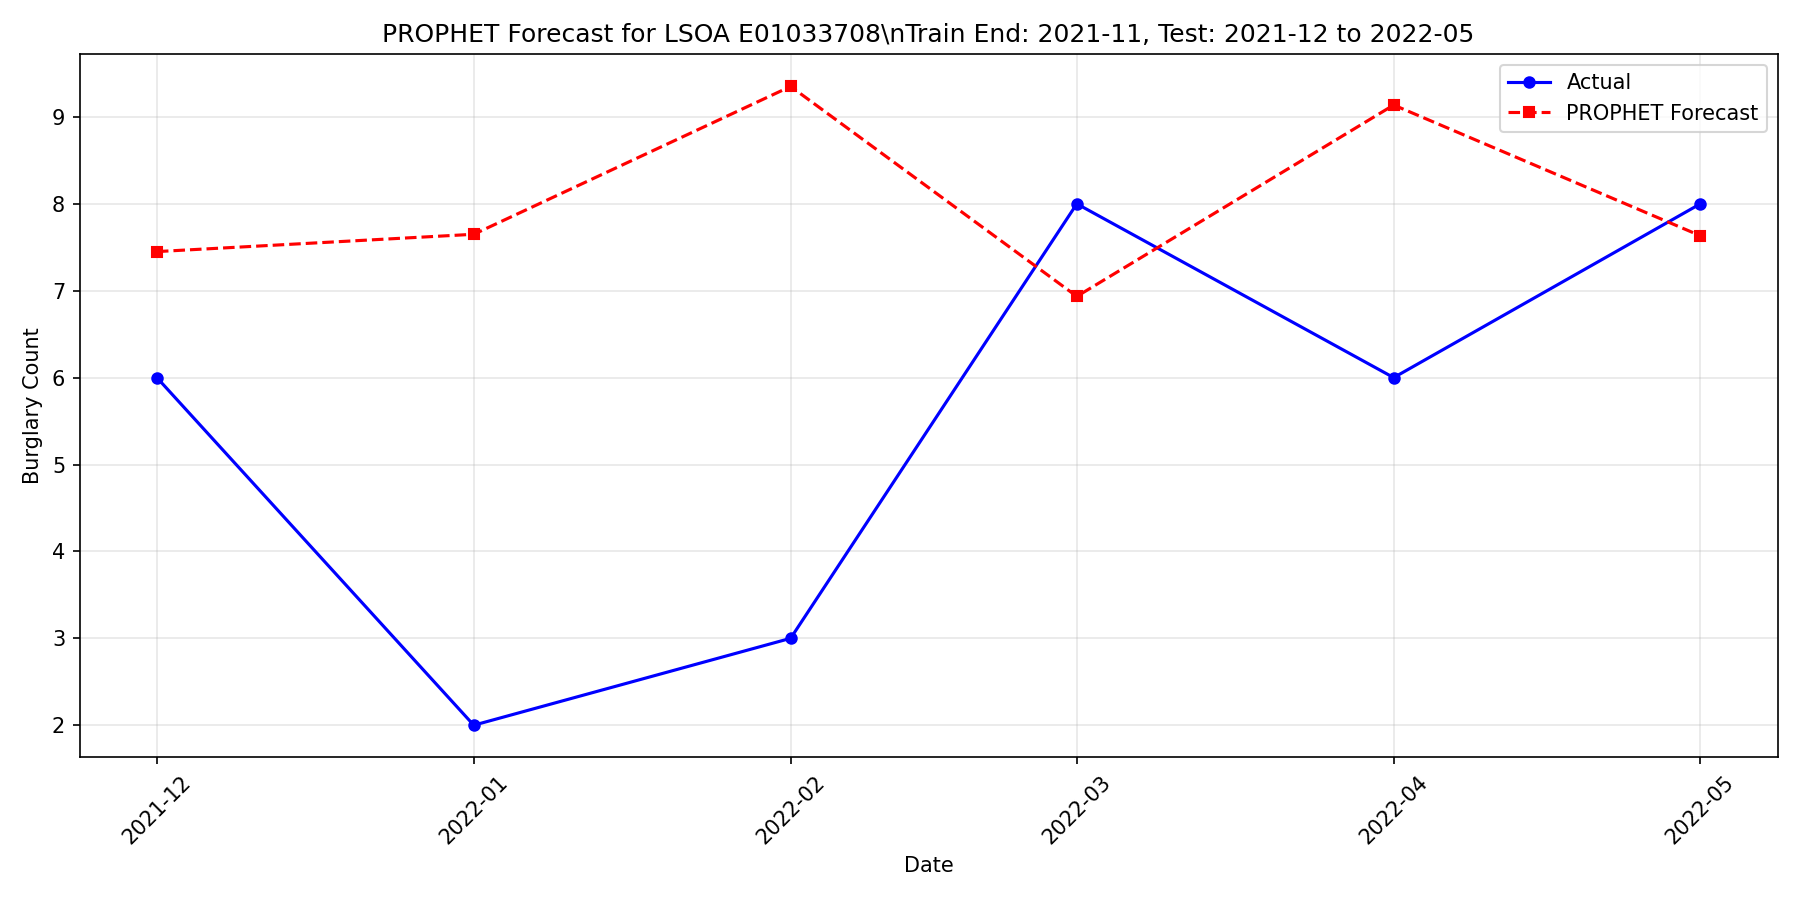 PROPHET Forecast for LSOA E01033708\nTrain End: 2021-11, Test: 2021-12 to 2022-05
Actual
PROPHET Forecast
Burglary Count
9
8
7
6
5
4
3
2
2021-12
2022-01
2022-02
2022-03
2022-04
2022-05
Date